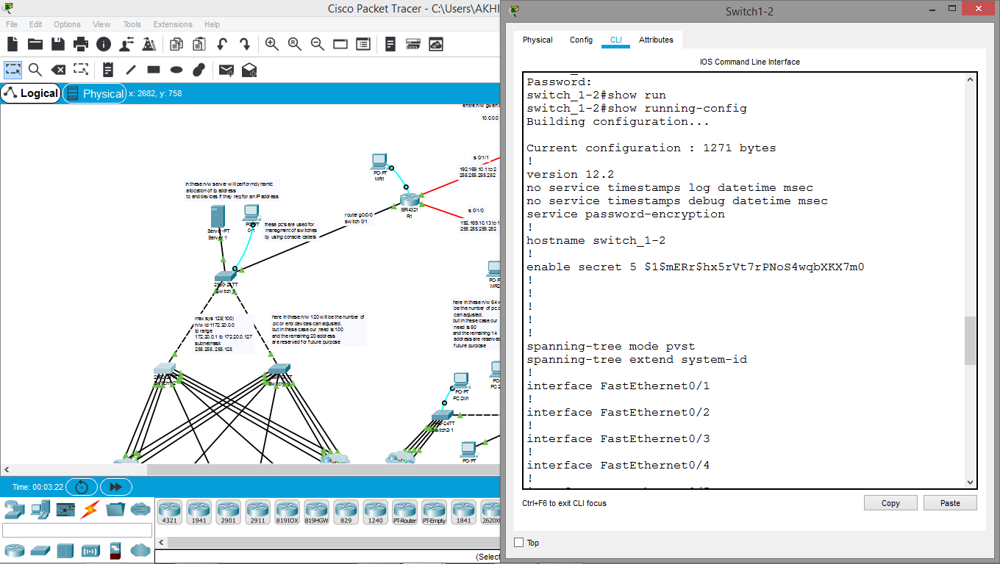 Cisco Packet Tracer - C:\Users\AKHI
File Edit Options View Tools Extensions Help
Logical
Physical
x: 2682, y: 758
10.0.0.0
s 0/1/1
192.169.10.1 to 2
255.255.255.252
PC-PT
MR1
ISR4321
R1
s 0/1/0
192.169.10.13 to 1
255.255.255.252
router g0/0/0
switch 0/1
in these n/w server will perform dynamic
allocation of ip address
to end devices if they req for an IP address
Server-PT
Server 1
PC-PT
0-1
these pc's are used for
managment of switches
by using console cabels
Switch 1
PC-PT
MR2
max sys 128(100)
n/w id 1172.20.0.0
ip range
172.20.0.1 to 172.20.0.127
subnetmask
255.255..255.128
here in these n/w 120 will be the number of
pc or end devices can adjusted.
but in these case our need is 100
and the remaining 20 address
are reserved for future purpose
here in these n/w 64 w
be the number of pc o
can adjusted.
but in these case our
need is 50
and the remaining 14
address are reserved
future purpose
PC-PT
PC 2M1
Switch2-1
PC-PT
Time: 00:03:22
4321 1941 2901 2911 819IOX 819HGW 829 1240 PT-Router PT-Empty 1841 2620X
(Select
Switch1-2
Physical Config CLI Attributes
IOS Command Line Interface
Password:
switch_1-2#show run
switch_1-2#show running-config
Building configuration...
Current configuration : 1271 bytes
!
version 12.2
no service timestamps log datetime msec
no service timestamps debug datetime msec
service password-encryption
!
hostname switch_1-2
!
enable secret 5 $1$mERr$hx5rVt7rPNoS4wqbXKX7m0
!
!
!
!
!
spanning-tree mode pvst
spanning-tree extend system-id
!
interface FastEthernet0/1
!
interface FastEthernet0/2
!
interface FastEthernet0/3
!
interface FastEthernet0/4
!
Ctrl+F6 to exit CLI focus
Copy
Paste
Top